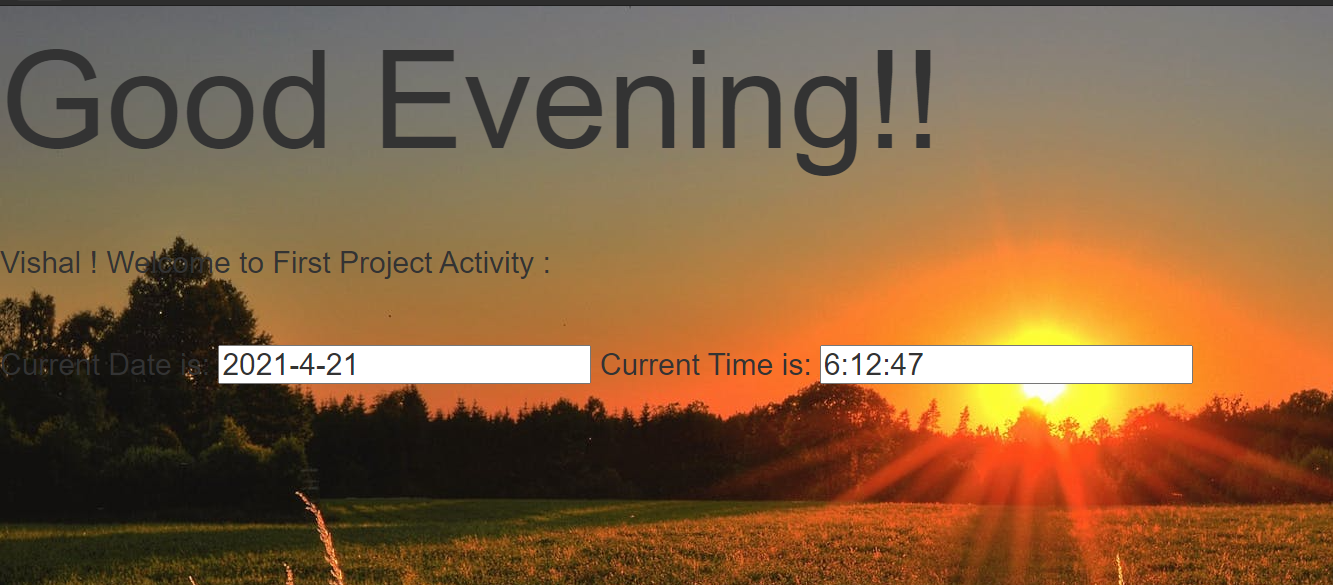 Good Evening!!
Vishal ! Welcome to First Project Activity :
Current Date is: 2021-4-21 Current Time is: 6:12:47